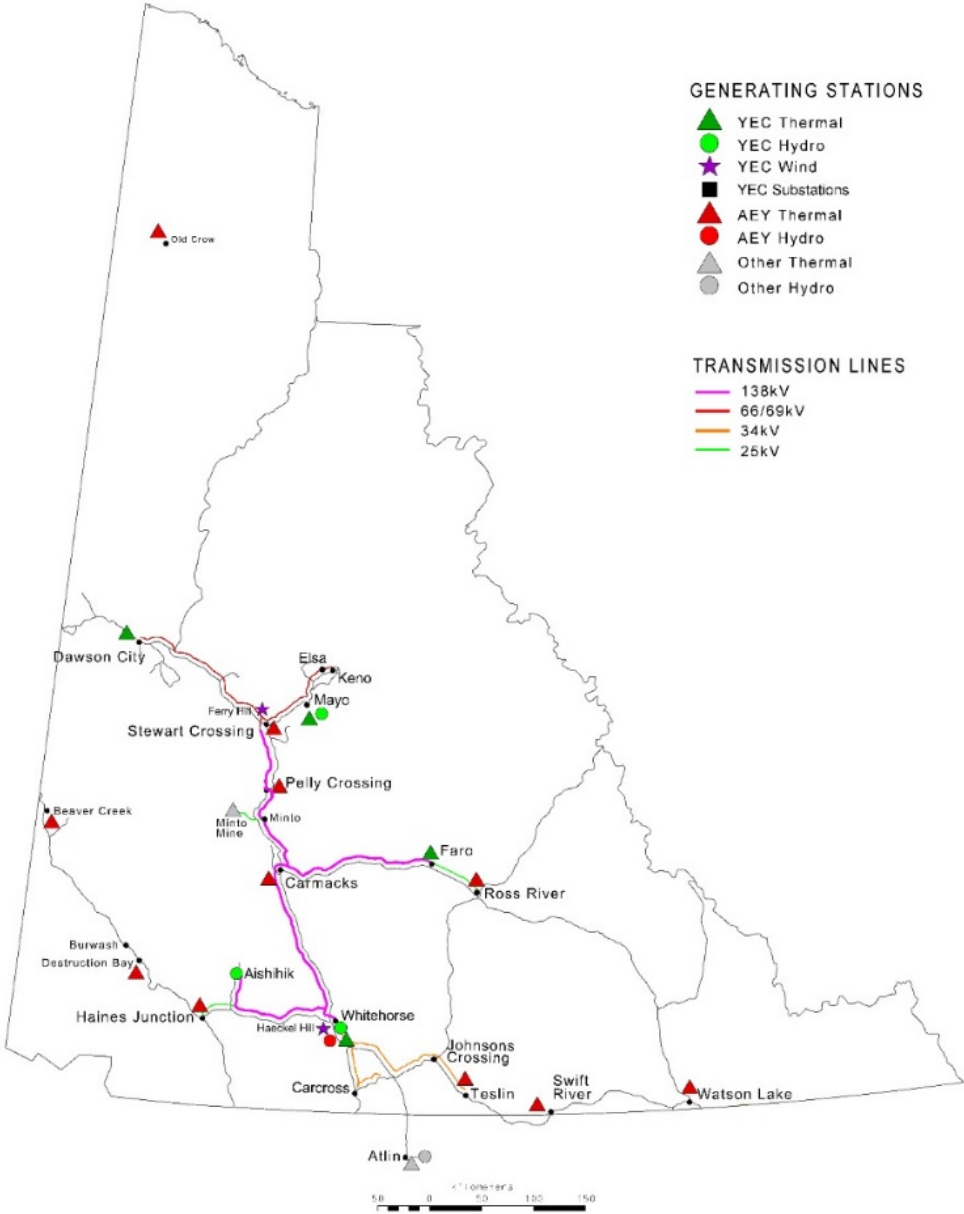 GENERATING STATIONS
YEC Thermal
YEC Hydro
YEC Wind
YEC Substations
AEY Thermal
AEY Hydro
Other Thermal
Other Hydro
TRANSMISSION LINES
138kV
66/69kV
34kV
25kV
Old Crow
Dawson City
Elsa
Keno
Mayo
Ferry Hill
Stewart Crossing
Pelly Crossing
Beaver Creek
Minto
Mine
Minto
Faro
Carmacks
Ross River
Burwash
Destruction Bay
Aishihik
Haines Junction
Whitehorse
Haeckel Hill
Johnsons
Crossing
Carcross
Teslin
Swift
River
Watson Lake
Atlin
50 0 50 100 150